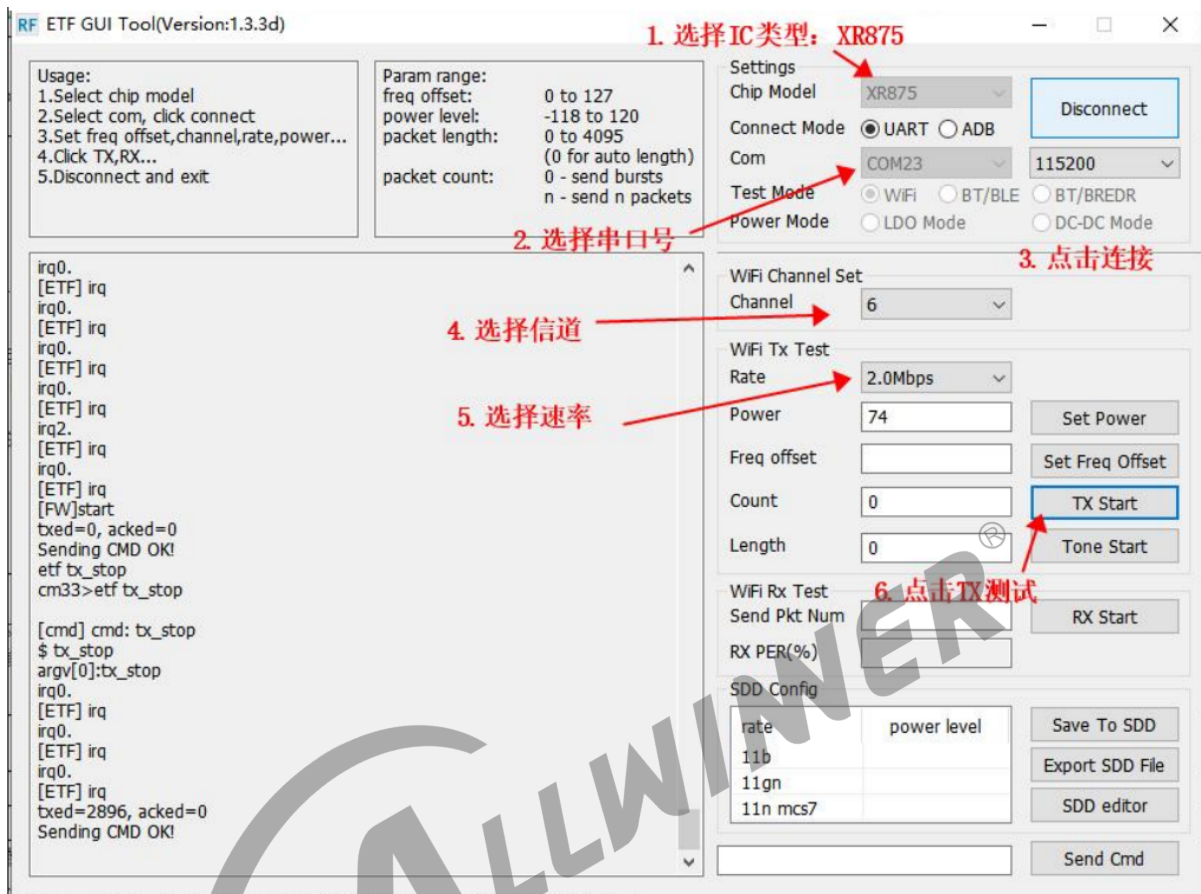 RF ETF GUI Tool(Version:1.3.3d)
1. 选择IC类型：XR875
Usage:
1.Select chip model
2.Select com, click connect
3.Set freq offset,channel,rate,power...
4.Click TX,RX...
5.Disconnect and exit
Param range:
freq offset: 0 to 127
power level: -118 to 120
packet length: 0 to 4095
(0 for auto length)
packet count: 0 - send bursts
n - send n packets
Settings
Chip Model XR875 Disconnect
Connect Mode UART ADB
Com COM23 115200
Test Mode WiFi BT/BLE BT/BREDR
Power Mode LDO Mode DC-DC Mode
2. 选择串口号
3. 点击连接
irq0.
[ETF] irq
irq0.
[ETF] irq
irq0.
[ETF] irq
irq0.
[ETF] irq
irq2.
[ETF] irq
irq0.
[ETF] irq
[FW]start
txed=0, acked=0
Sending CMD OK!
etf tx_stop
cm33>etf tx_stop
[cmd] cmd: tx_stop
$ tx_stop
argv[0]:tx_stop
irq0.
[ETF] irq
irq0.
[ETF] irq
irq0.
[ETF] irq
txed=2896, acked=0
Sending CMD OK!
WiFi Channel Set
Channel 6
4. 选择信道
WiFi Tx Test
Rate 2.0Mbps
5. 选择速率
Power 74 Set Power
Freq offset Set Freq Offset
Count 0 TX Start
Length 0 Tone Start
6. 点击TX测试
WiFi Rx Test
Send Pkt Num RX Start
RX PER(%)
SDD Config
rate power level Save To SDD
11b
11gn Export SDD File
11n mcs7 SDD editor
Send Cmd
ALLWINNER®